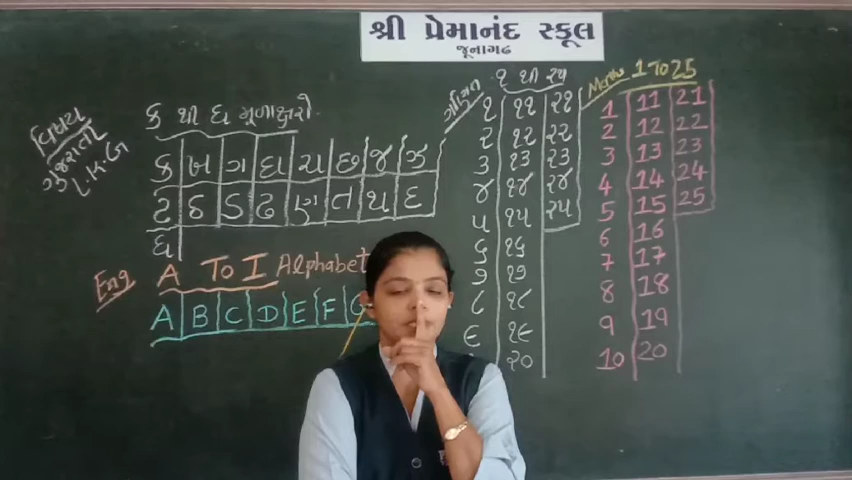 શ્રી પ્રેમાનંદ સ્કૂલ
જૂનાગઢ
વિષય
ગુજરાતી
L.K.G
ક થી ધ મૂળાક્ષરો
ક ખ ગ ઘ ચ છ જ ઝ
ટ ઠ ડ ઢ ણ ત થ દ
ધ
Eng A To I Alphabet
A B C D E F G
ગણિત ૧ થી ૨૫
૧ ૧૧ ૨૧
૨ ૧૨ ૨૨
૩ ૧૩ ૨૩
૪ ૧૪ ૨૪
૫ ૧૫ ૨૫
૬ ૧૬
૭ ૧૭
૮ ૧૮
૯ ૧૯
૨૦
Maths 1 To 25
1 11 21
2 12 22
3 13 23
4 14 24
5 15 25
6 16
7 17
8 18
9 19
10 20